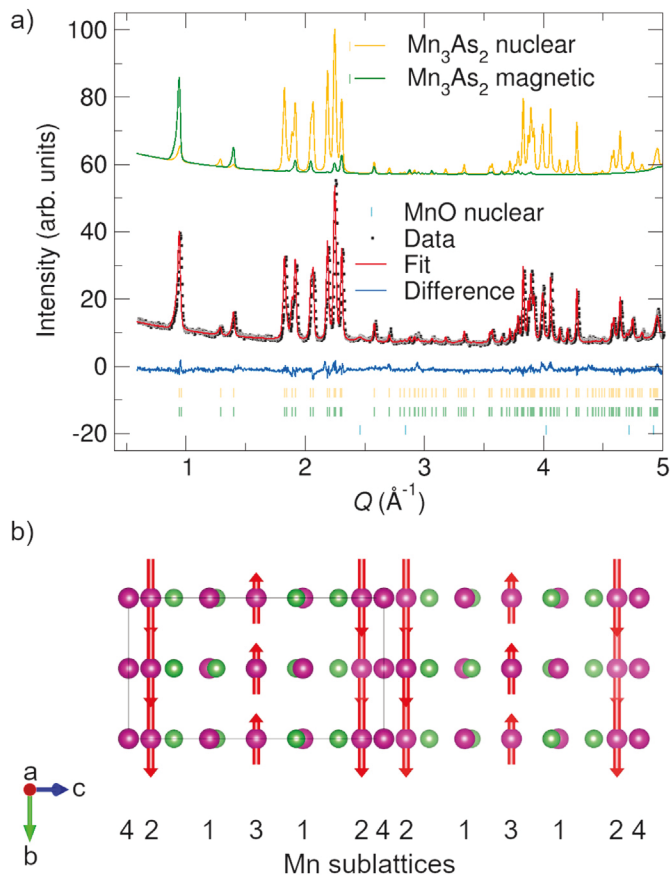 a)
100
80
60
40
20
0
-20
Intensity (arb. units)
Mn3As2 nuclear
Mn3As2 magnetic
MnO nuclear
Data
Fit
Difference
1 2 3 4 5
Q (Å-1)
b)
a
c
b
4 2 1 3 1 2 4 2 1 3 1 2 4
Mn sublattices